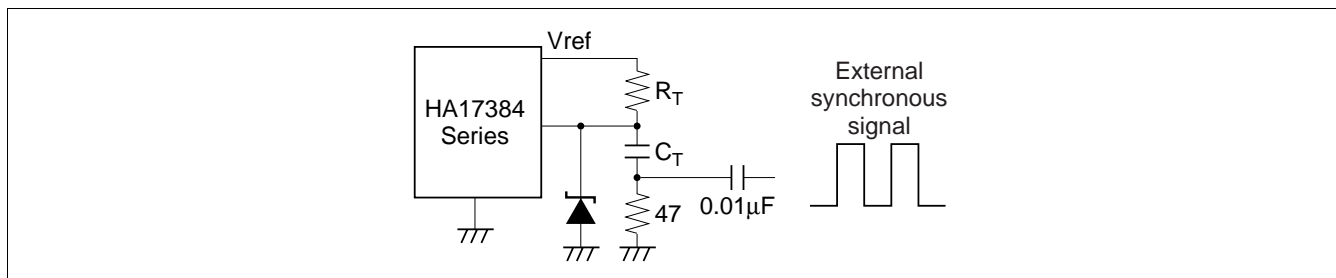 Vref
R_T
HA17384
Series
C_T
47
0.01μF
External
synchronous
signal